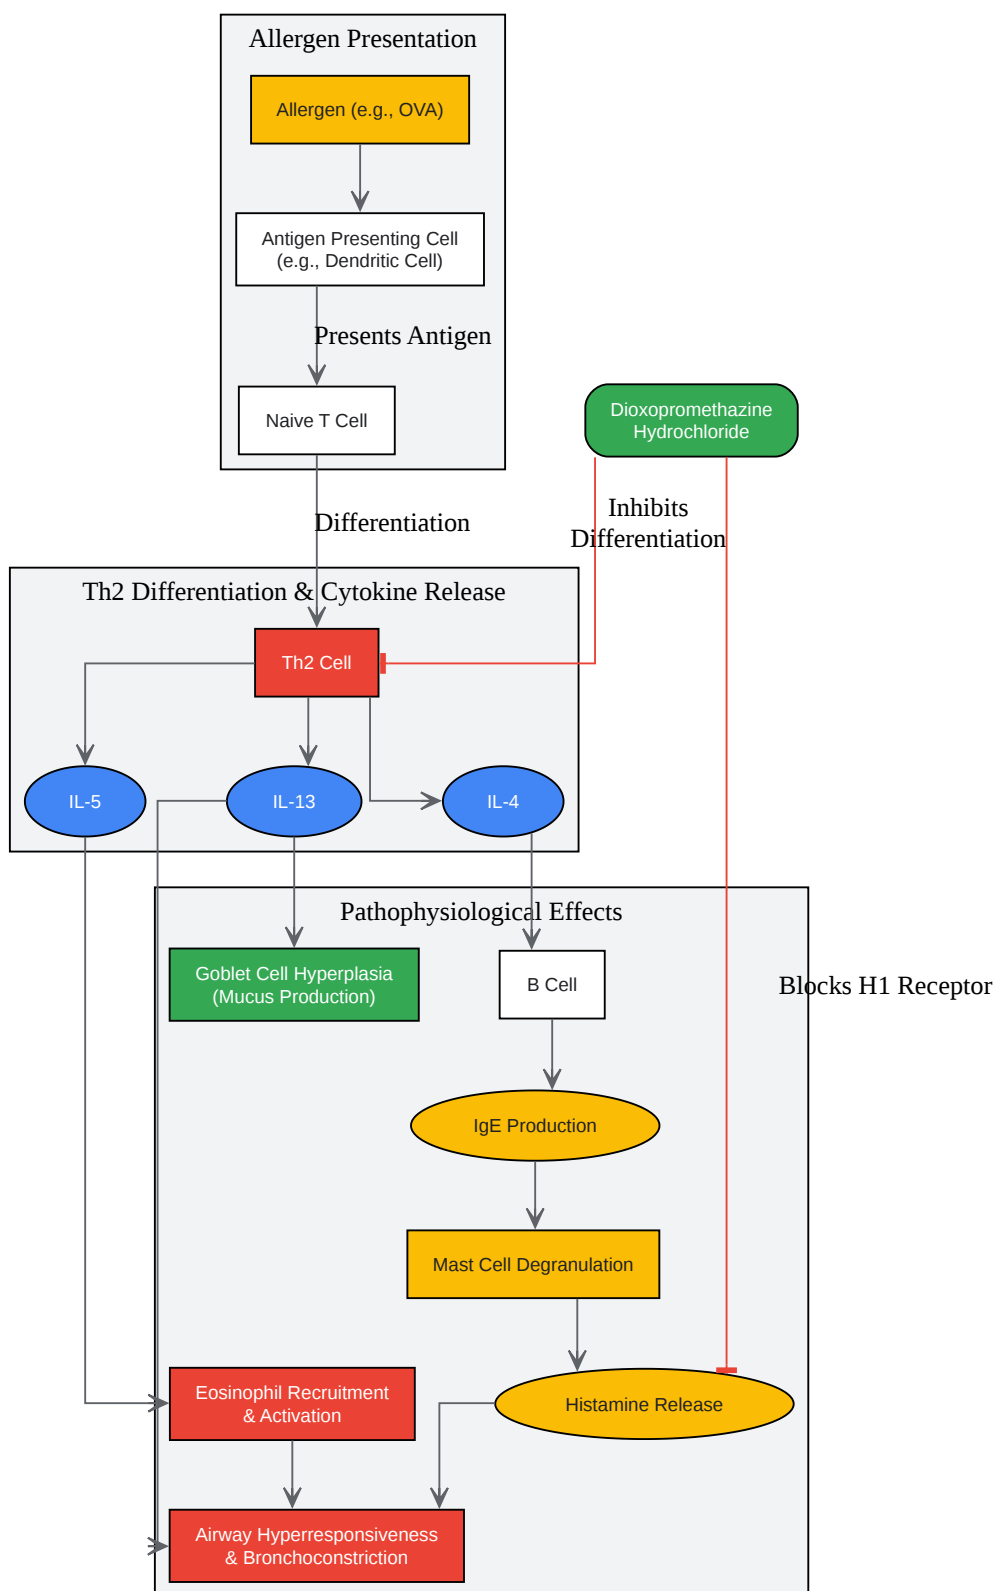 Allergen Presentation
Allergen (e.g., OVA)
Antigen Presenting Cell
(e.g., Dendritic Cell)
Presents Antigen
Naive T Cell
Dioxopromethazine
Hydrochloride
Differentiation
Inhibits
Differentiation
Th2 Differentiation & Cytokine Release
Th2 Cell
IL-5
IL-13
IL-4
Pathophysiological Effects
Goblet Cell Hyperplasia
(Mucus Production)
B Cell
Blocks H1 Receptor
IgE Production
Mast Cell Degranulation
Eosinophil Recruitment
& Activation
Histamine Release
Airway Hyperresponsiveness
& Bronchoconstriction